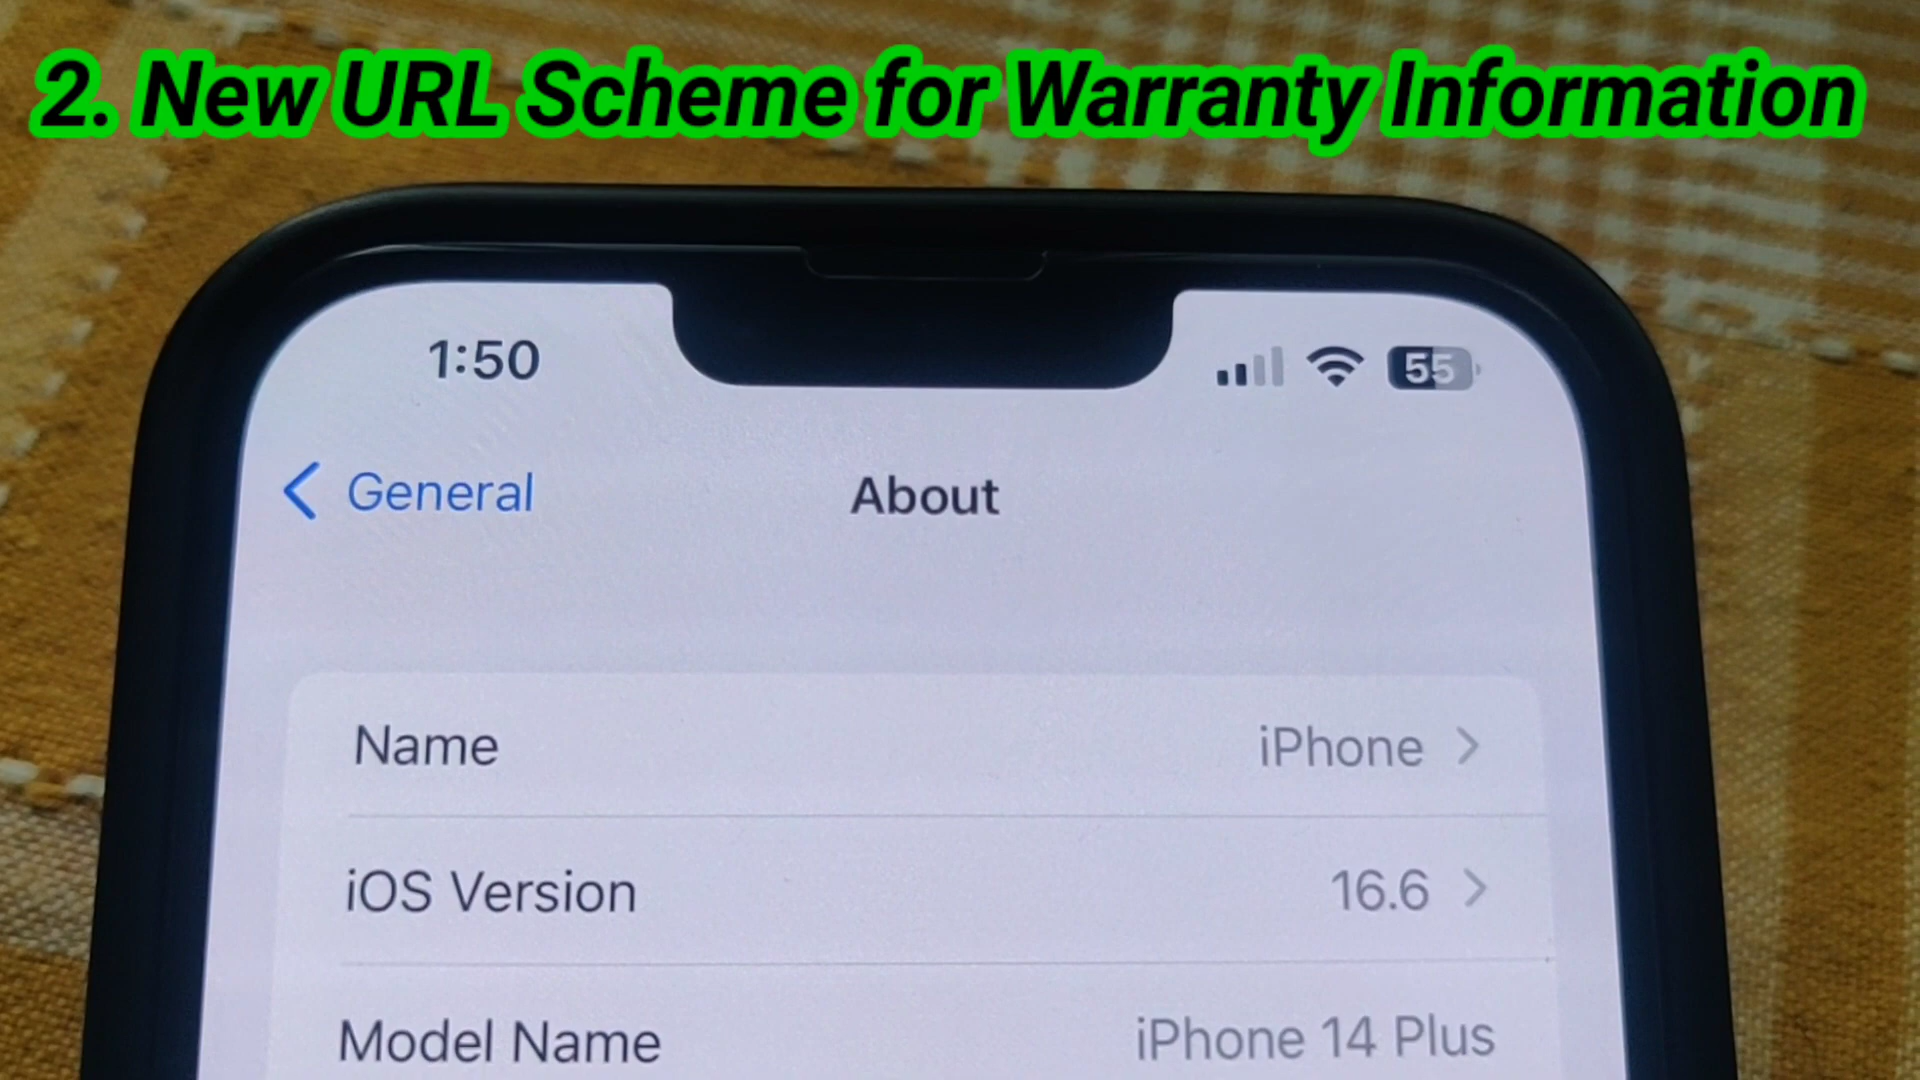 2. New URL Scheme for Warranty Information
1:50 55
General About
Name iPhone
iOS Version 16.6
Model Name iPhone 14 Plus